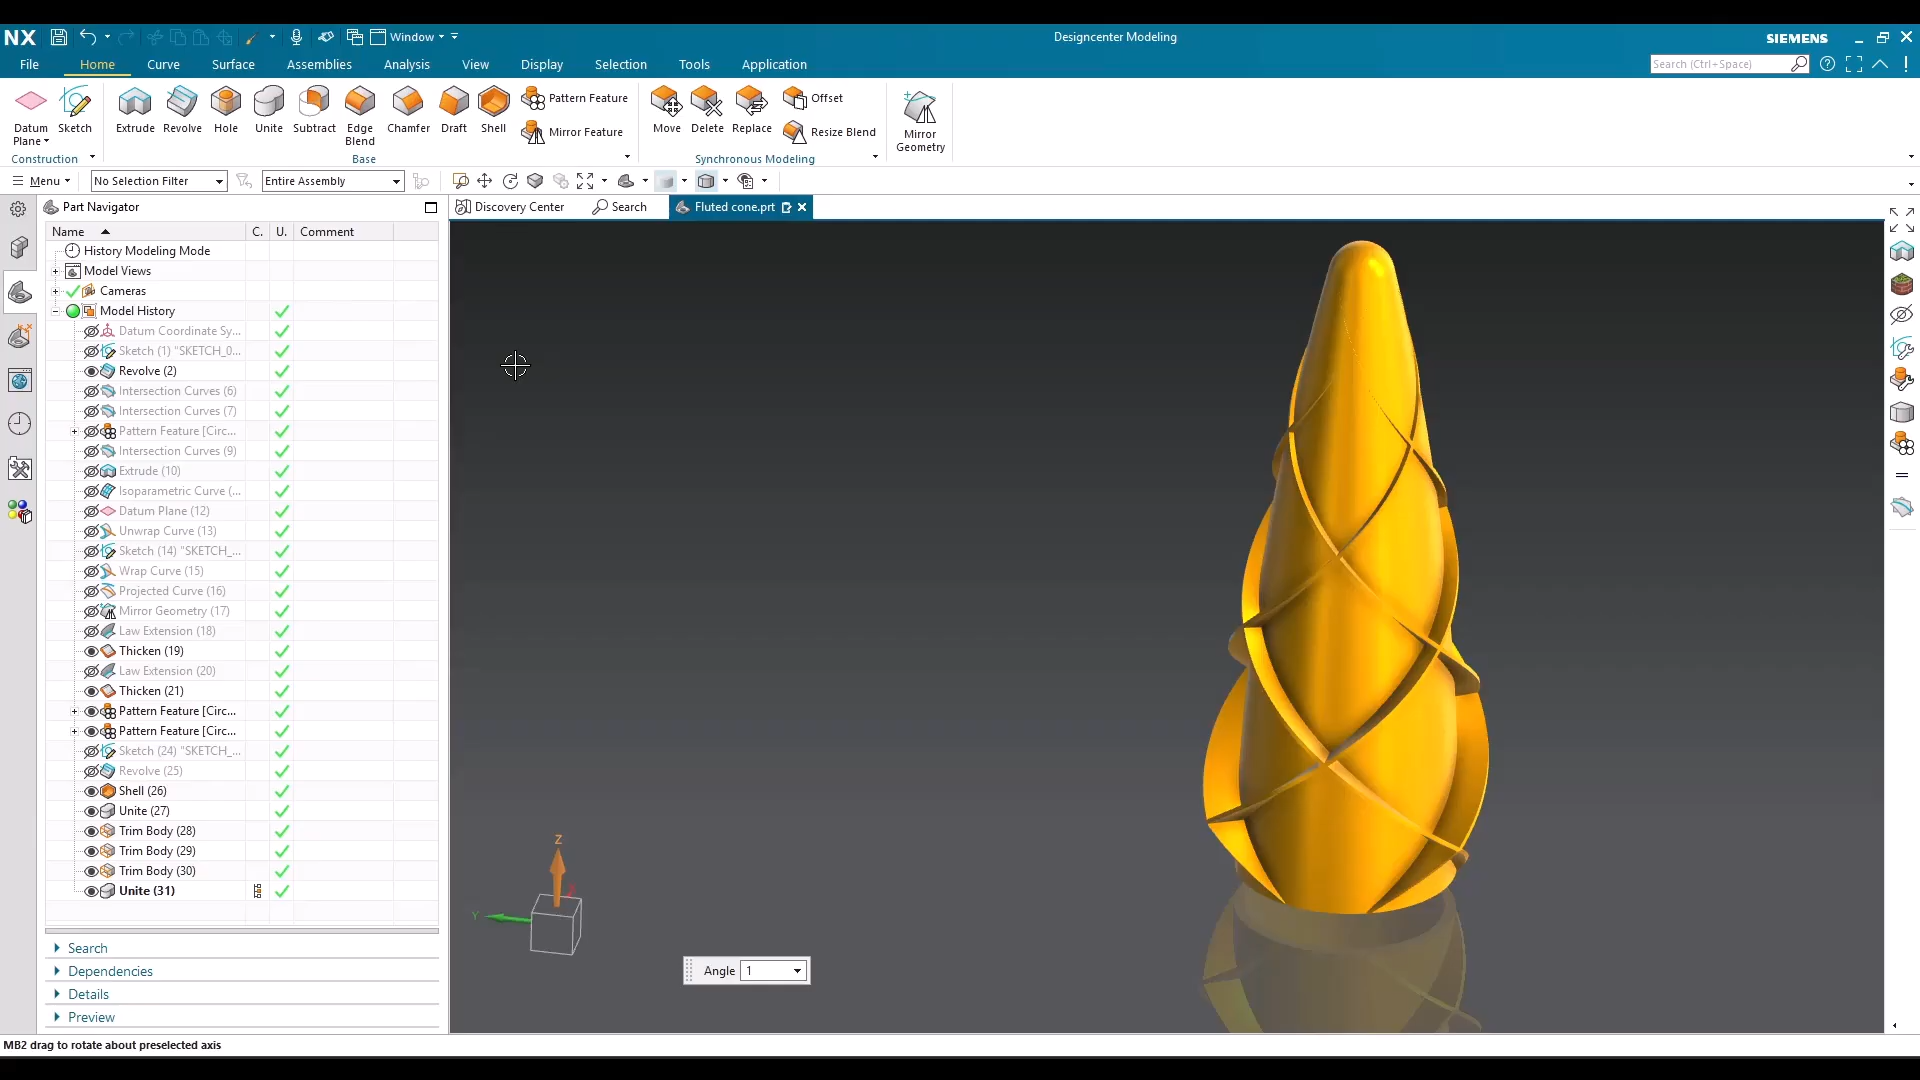 NX
Window
Designcenter Modeling
SIEMENS
File
Home
Curve
Surface
Assemblies
Analysis
View
Display
Selection
Tools
Application
Search (Ctrl+Space)
Datum Plane
Sketch
Extrude
Revolve
Hole
Unite
Subtract
Edge Blend
Chamfer
Draft
Shell
Pattern Feature
Mirror Feature
Move
Delete
Replace
Offset
Resize Blend
Mirror Geometry
Construction
Base
Synchronous Modeling
Menu
No Selection Filter
Entire Assembly
Part Navigator
Discovery Center
Search
Fluted cone.prt
Name
C.
U.
Comment
History Modeling Mode
Model Views
Cameras
Model History
Datum Coordinate Sy...
Sketch (1) "SKETCH_0...
Revolve (2)
Intersection Curves (6)
Intersection Curves (7)
Pattern Feature [Circ...
Intersection Curves (9)
Extrude (10)
Isoparametric Curve (...
Datum Plane (12)
Unwrap Curve (13)
Sketch (14) "SKETCH_...
Wrap Curve (15)
Projected Curve (16)
Mirror Geometry (17)
Law Extension (18)
Thicken (19)
Law Extension (20)
Thicken (21)
Pattern Feature [Circ...
Pattern Feature [Circ...
Sketch (24) "SKETCH_...
Revolve (25)
Shell (26)
Unite (27)
Trim Body (28)
Trim Body (29)
Trim Body (30)
Unite (31)
Z
Y
Angle 1
Search
Dependencies
Details
Preview
MB2 drag to rotate about preselected axis